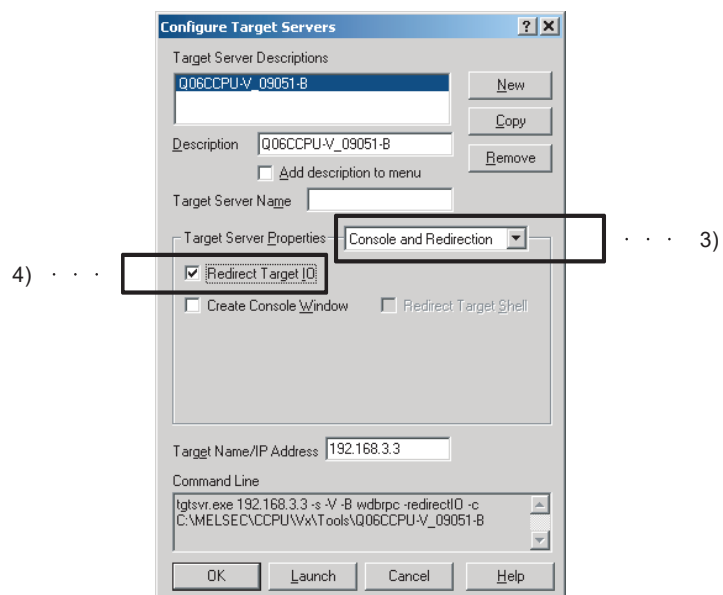 Configure Target Servers
Target Server Descriptions
Q06CCPU-V_09051-B
New
Copy
Description Q06CCPU-V_09051-B
Remove
Add description to menu
Target Server Name
Target Server Properties Console and Redirection
· · · 3)
4) · · ·
Redirect Target IO
Create Console Window Redirect Target Shell
Target Name/IP Address 192.168.3.3
Command Line
tgtsvr.exe 192.168.3.3 -s -V -B wdbrpc -redirectIO -c
C:\MELSEC\CCPU\Vx\Tools\Q06CCPU-V_09051-B
OK Launch Cancel Help